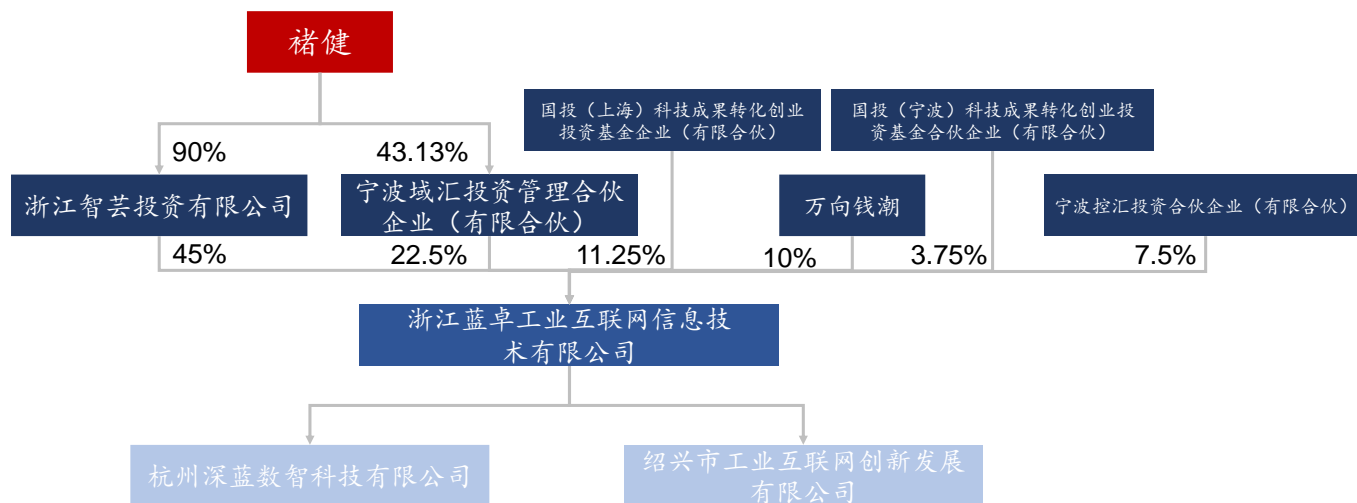 褚健
国投（上海）科技成果转化创业
投资基金企业（有限合伙）
国投（宁波）科技成果转化创业投
资基金合伙企业（有限合伙）
90%
43.13%
浙江智芸投资有限公司
宁波域汇投资管理合伙
企业（有限合伙）
万向钱潮
宁波控汇投资合伙企业（有限合伙）
45%
22.5%
11.25%
10%
3.75%
7.5%
浙江蓝卓工业互联网信息技
术有限公司
杭州深蓝数智科技有限公司
绍兴市工业互联网创新发展
有限公司